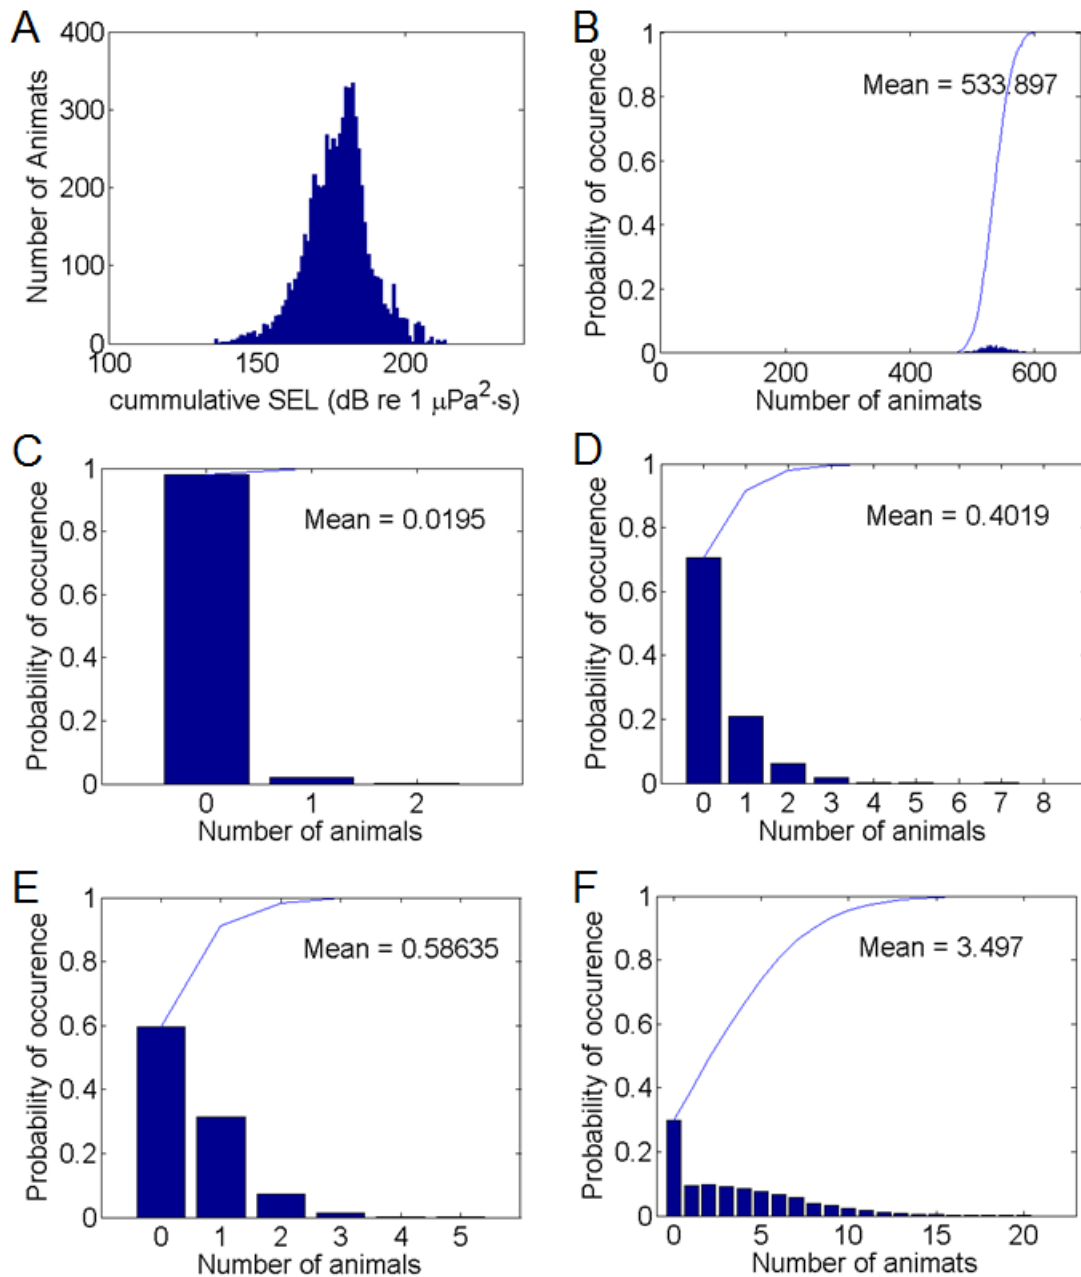 A
400
300
200
100
0
100
150
200
Number of Animats
cummulative SEL (dB re 1 μPa²·s)
B
1
0.8
0.6
0.4
0.2
0
0
200
400
600
Probability of occurence
Mean = 533.897
Number of animats
C
1
0.8
0.6
0.4
0.2
0
0
1
2
Probability of occurence
Mean = 0.0195
Number of animals
D
1
0.8
0.6
0.4
0.2
0
0
1
2
3
4
5
6
7
8
Probability of occurence
Mean = 0.4019
Number of animals
E
1
0.8
0.6
0.4
0.2
0
0
1
2
3
4
5
Probability of occurence
Mean = 0.58635
Number of animals
F
1
0.8
0.6
0.4
0.2
0
0
5
10
15
20
Probability of occurence
Mean = 3.497
Number of animats